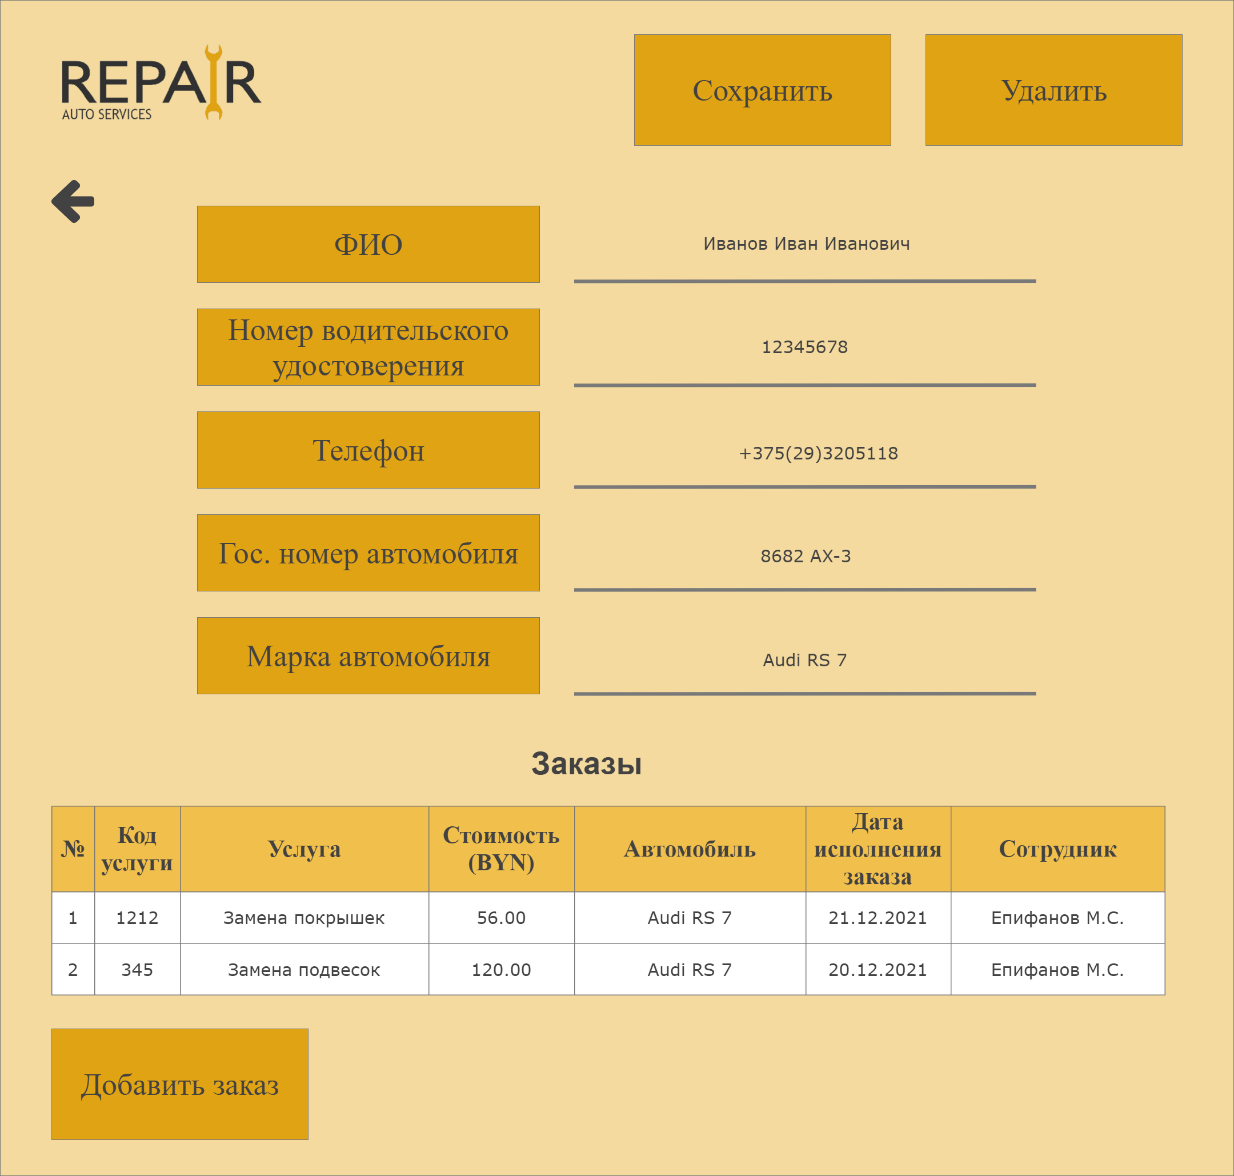 REPAIR
AUTO SERVICES
Сохранить
Удалить
ФИО
Иванов Иван Иванович
Номер водительского
удостоверения
12345678
Телефон
+375(29)3205118
Гос. номер автомобиля
8682 AX-3
Марка автомобиля
Audi RS 7
Заказы
№ Код услуги Услуга Стоимость (BYN) Автомобиль Дата исполнения заказа Сотрудник
1 1212 Замена покрышек 56.00 Audi RS 7 21.12.2021 Епифанов М.С.
2 345 Замена подвесок 120.00 Audi RS 7 20.12.2021 Епифанов М.С.
Добавить заказ